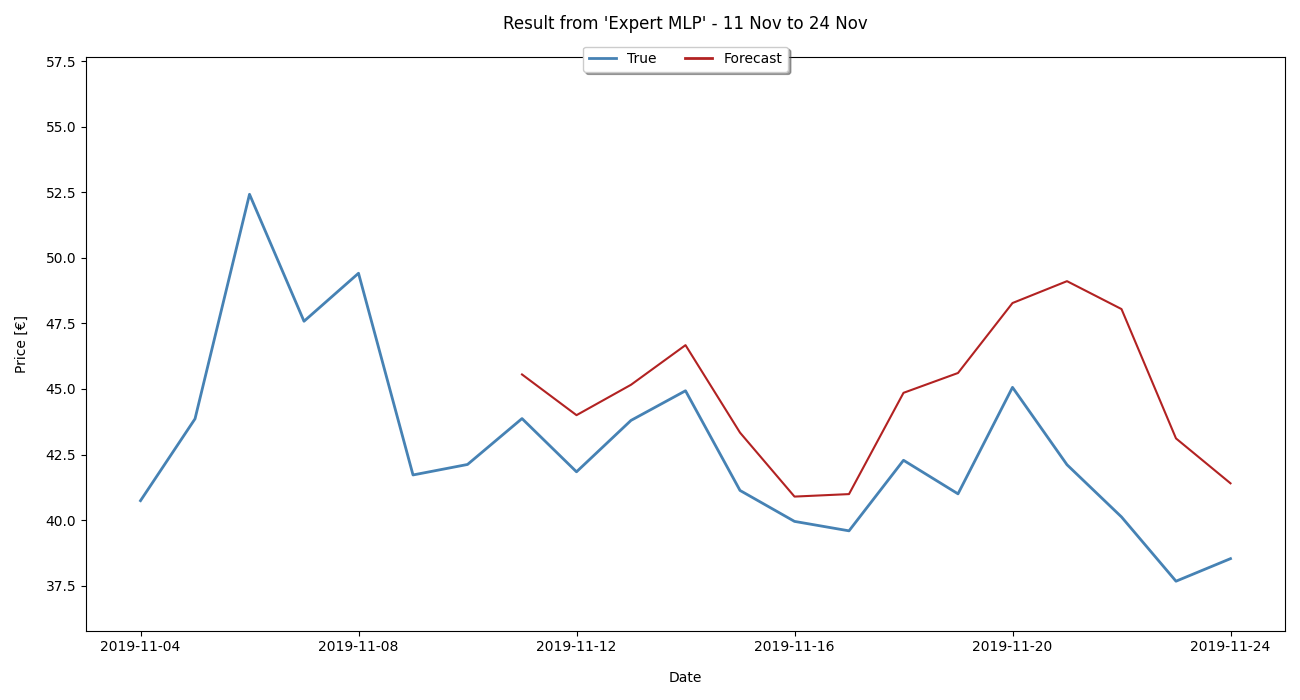 Result from 'Expert MLP' - 11 Nov to 24 Nov
True Forecast
57.5
55.0
52.5
50.0
47.5
45.0
42.5
40.0
37.5
Price [€]
2019-11-04 2019-11-08 2019-11-12 2019-11-16 2019-11-20 2019-11-24
Date